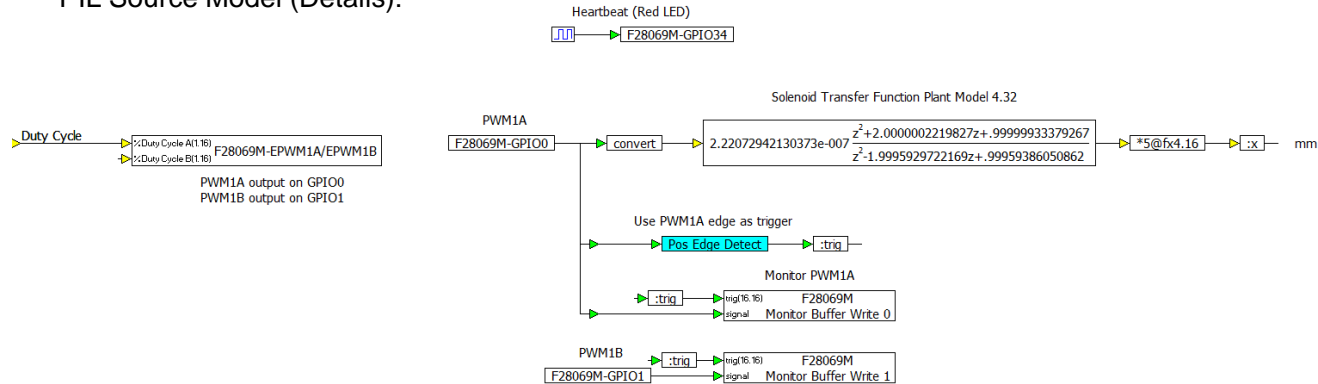 PIL Source Model (Details):
Heartbeat (Red LED)
F28069M-GPIO34
Solenoid Transfer Function Plant Model 4.32
PWM1A
Duty Cycle
%Duty Cycle A(1.16)
%Duty Cycle B(1.16)
F28069M-EPWM1A/EPWM1B
F28069M-GPIO0
convert
2.22072942130373e-007
z²+2.0000002219827z+.99999933379267
z²-1.9995929722169z+.99959386050862
*5@fx4.16
:x
mm
PWM1A output on GPIO0
PWM1B output on GPIO1
Use PWM1A edge as trigger
Pos Edge Detect
:trig
Monitor PWM1A
:trig
trig(16.16)
F28069M
signal
Monitor Buffer Write 0
PWM1B
:trig
trig(16.16)
F28069M
F28069M-GPIO1
signal
Monitor Buffer Write 1